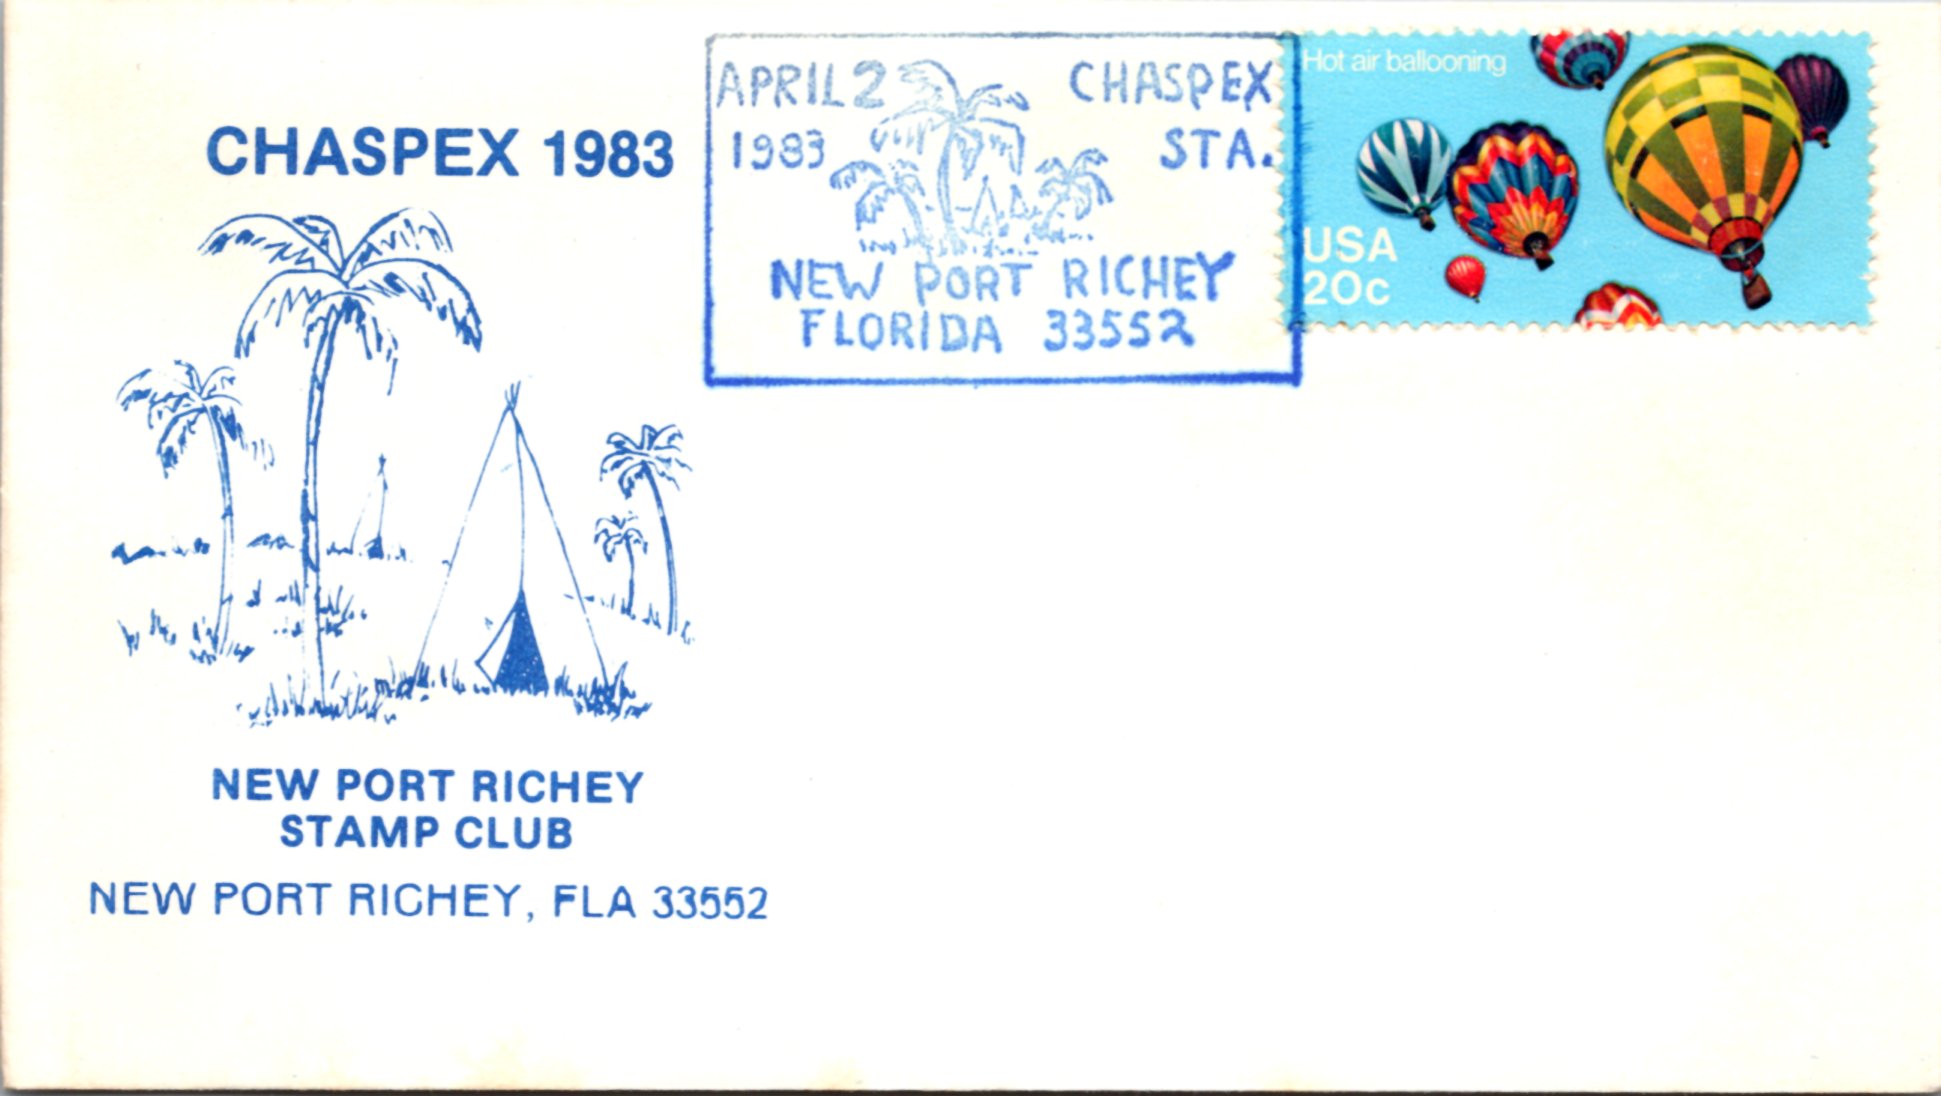 CHASPEX 1983
NEW PORT RICHEY
STAMP CLUB
NEW PORT RICHEY, FLA 33552
APRIL 2 CHASPEX
1983 STA.
NEW PORT RICHEY
FLORIDA 33552
Hot air ballooning
USA
20c